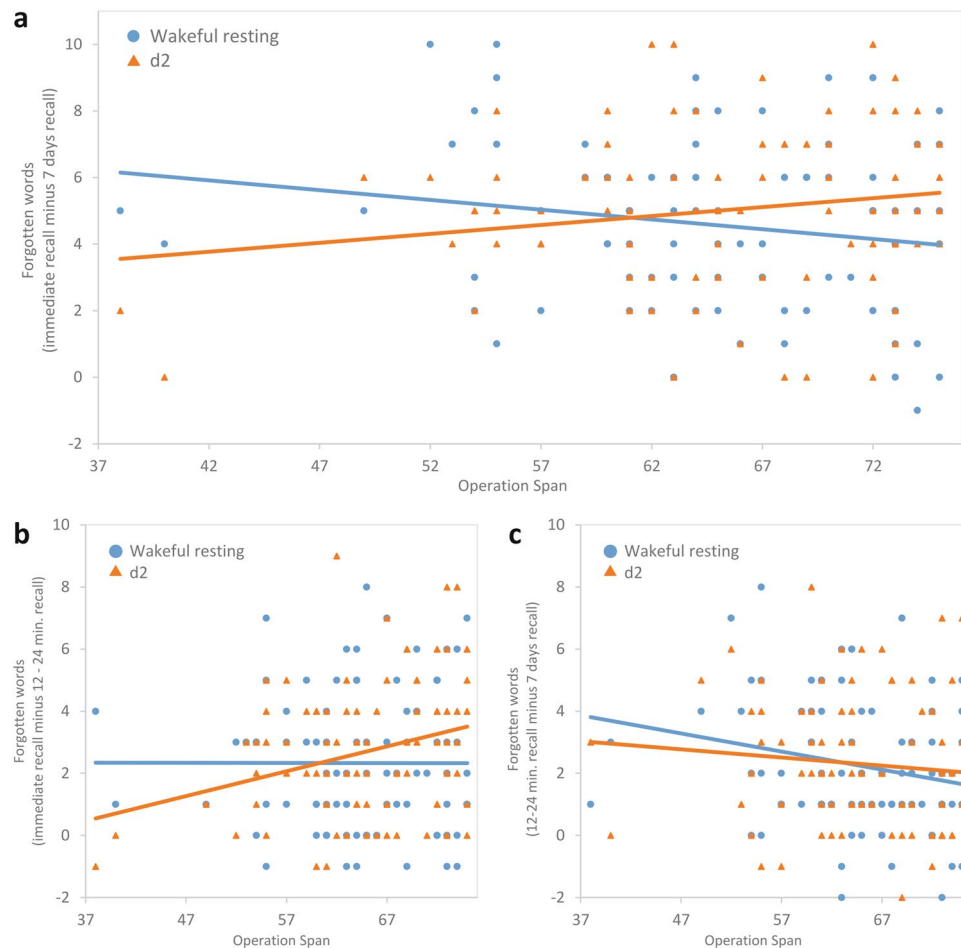 a
Wakeful resting
d2
10
8
6
4
2
0
-2
Forgotten words
(immediate recall minus 7 days recall)
37 42 47 52 57 62 67 72
Operation Span
b
Wakeful resting
d2
10
8
6
4
2
0
-2
Forgotten words
(immediate recall minus 12 - 24 min. recall)
37 47 57 67
Operation Span
c
Wakeful resting
d2
10
8
6
4
2
0
-2
Forgotten words
(12-24 min. recall minus 7 days recall)
37 47 57 67
Operation Span